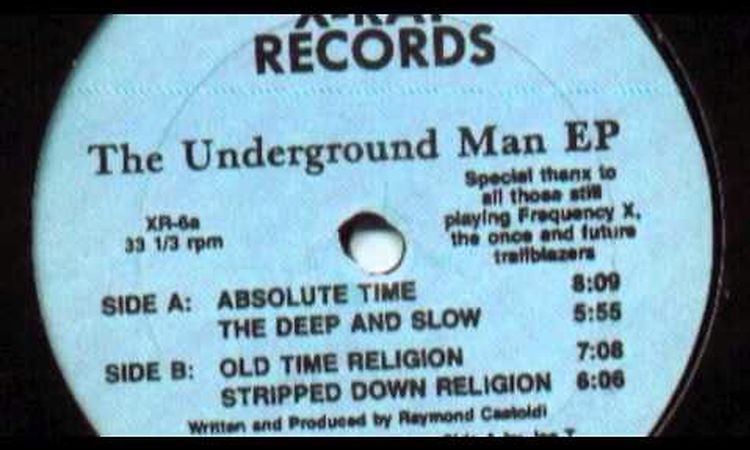 X-RAY
RECORDS
The Underground Man EP
XR-6a
33 1/3 rpm
Special thanx to
all those still
playing Frequency X,
the once and future
trailblazers
SIDE A: ABSOLUTE TIME 8:09
THE DEEP AND SLOW 5:55
SIDE B: OLD TIME RELIGION 7:08
STRIPPED DOWN RELIGION 6:06
Written and Produced by Raymond Castoldi